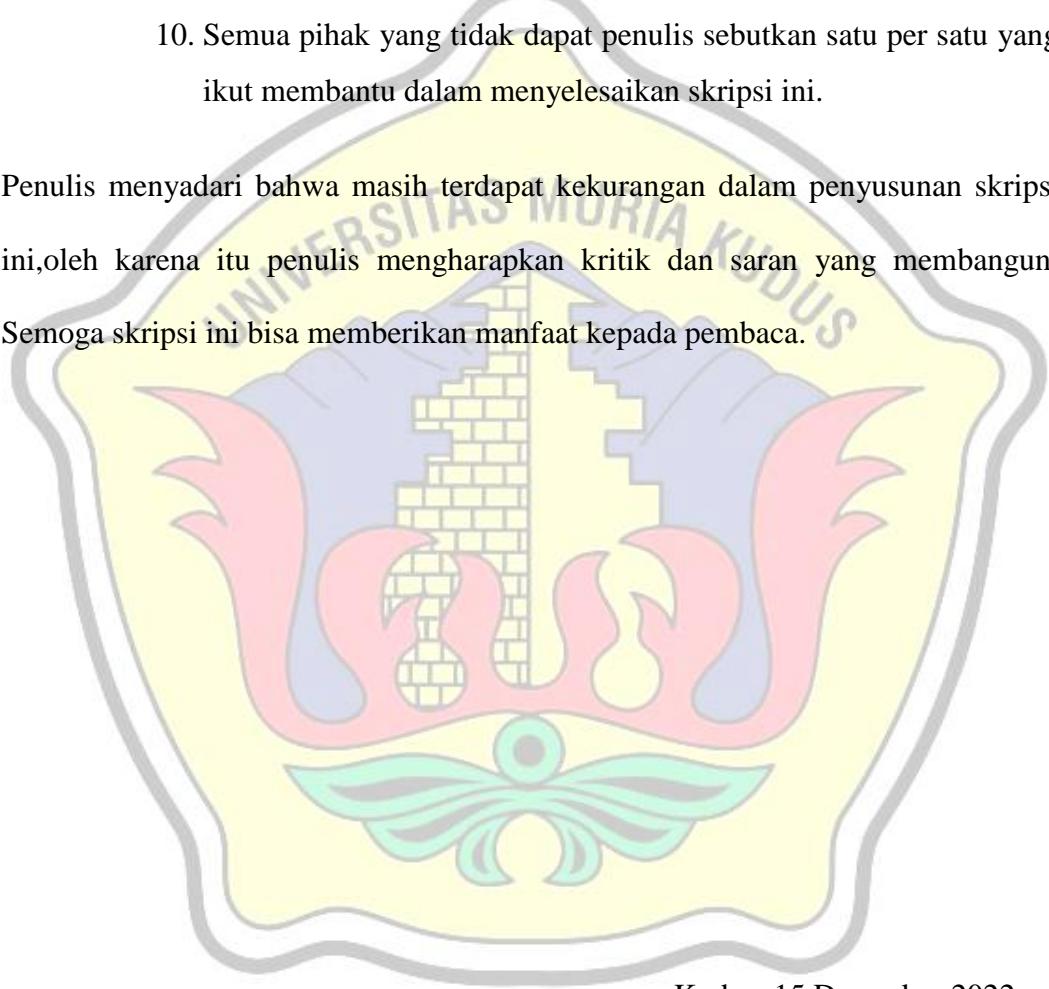 10. Semua pihak yang tidak dapat penulis sebutkan satu per satu yang
ikut membantu dalam menyelesaikan skripsi ini.
Penulis menyadari bahwa masih terdapat kekurangan dalam penyusunan skrips
ini,oleh karena itu penulis mengharapkan kritik dan saran yang membangun
Semoga skripsi ini bisa memberikan manfaat kepada pembaca.
UNIVERSITAS MURIA KUDUS